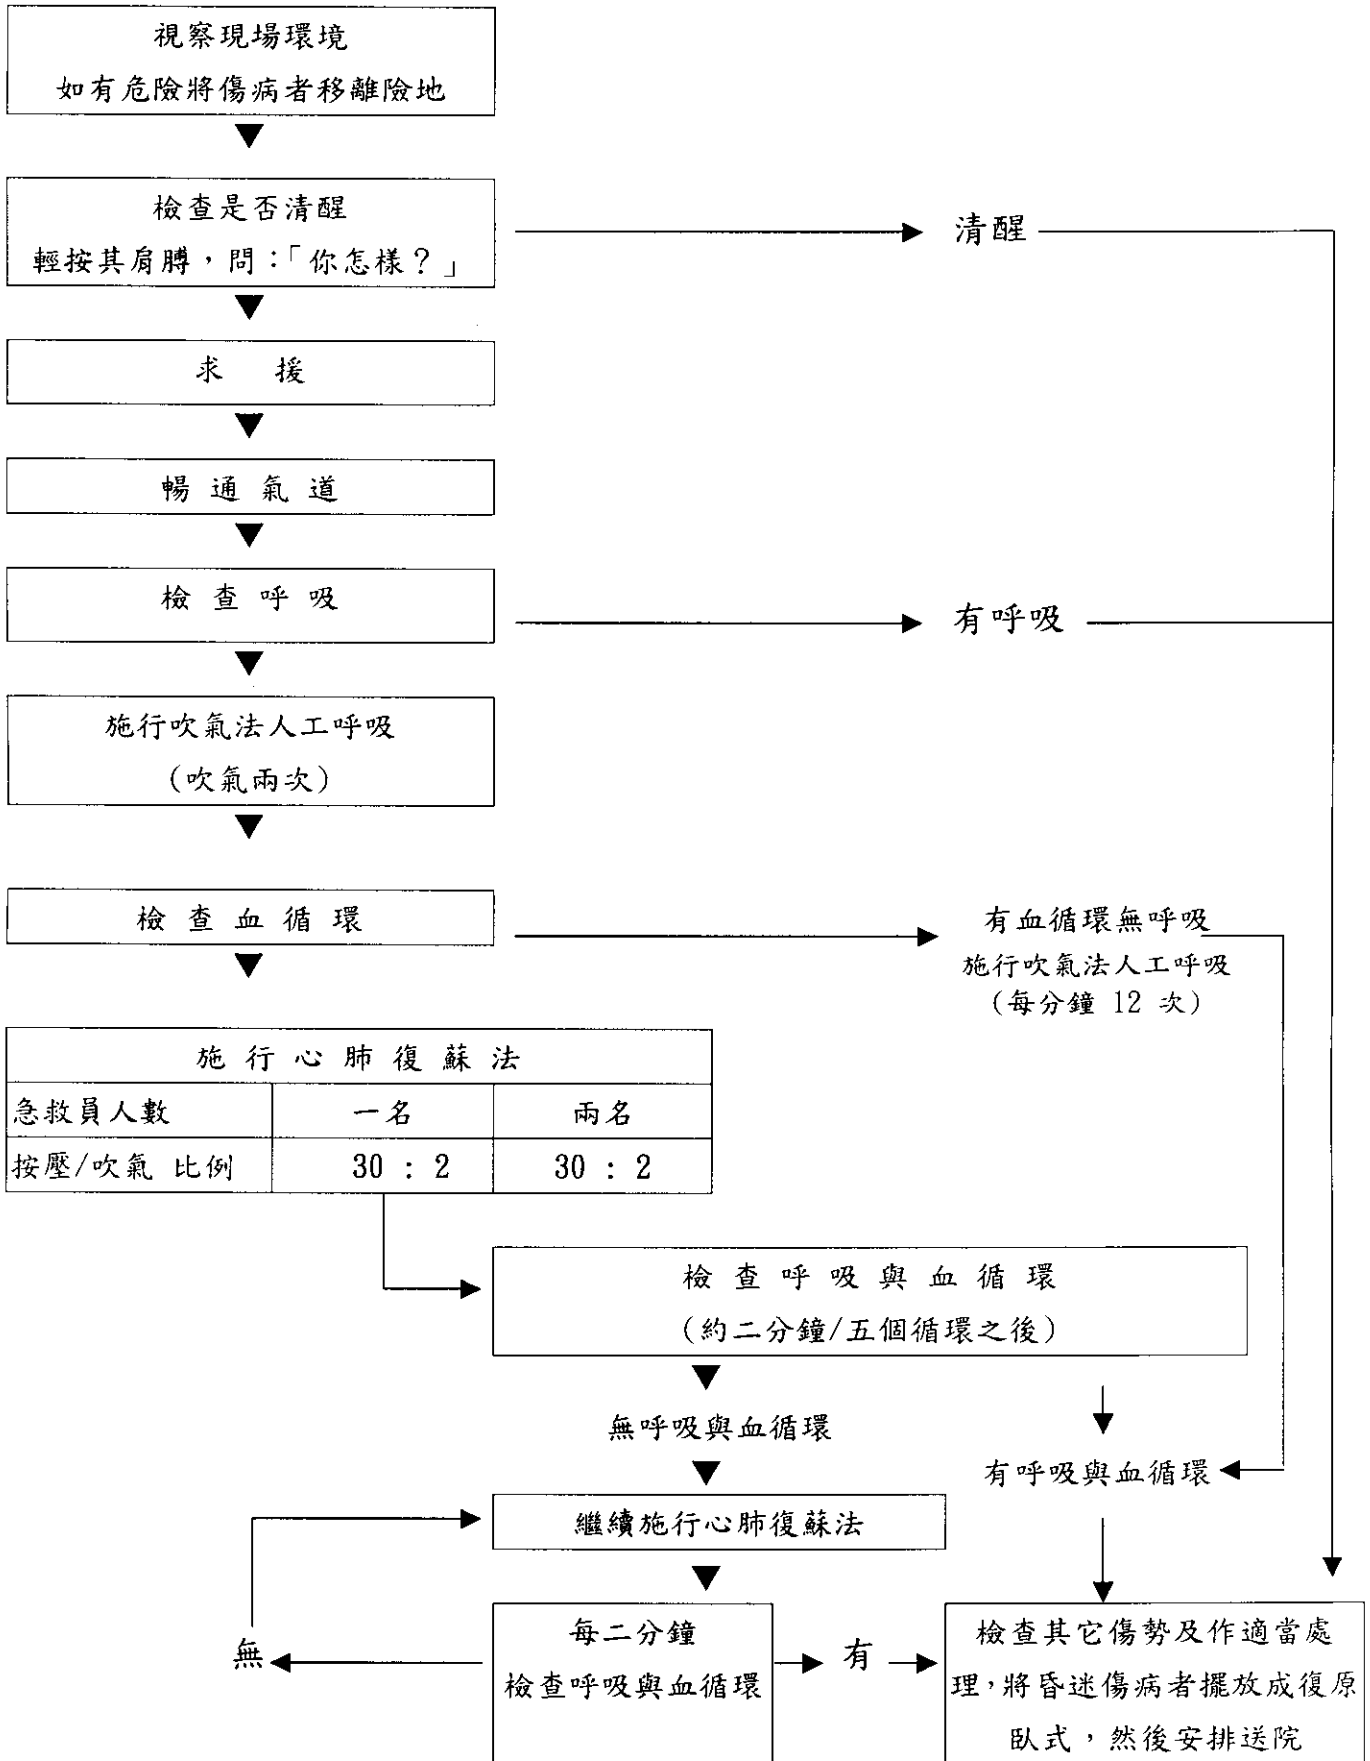 視察現場環境
如有危險將傷病者移離險地
檢查是否清醒
輕按其肩膊，問：「你怎樣？」
清醒
求 援
暢通氣道
檢查呼吸
有呼吸
施行吹氣法人工呼吸
(吹氣兩次)
檢查血循環
有血循環無呼吸
施行吹氣法人工呼吸
(每分鐘 12 次)
施行心肺復蘇法
急救員人數 一名 兩名
按壓/吹氣 比例 30 : 2 30 : 2
檢查呼吸與血循環
(約二分鐘/五個循環之後)
無呼吸與血循環
有呼吸與血循環
繼續施行心肺復蘇法
每二分鐘
檢查呼吸與血循環
無
有
檢查其它傷勢及作適當處
理，將昏迷傷病者擺放成復原
臥式，然後安排送院